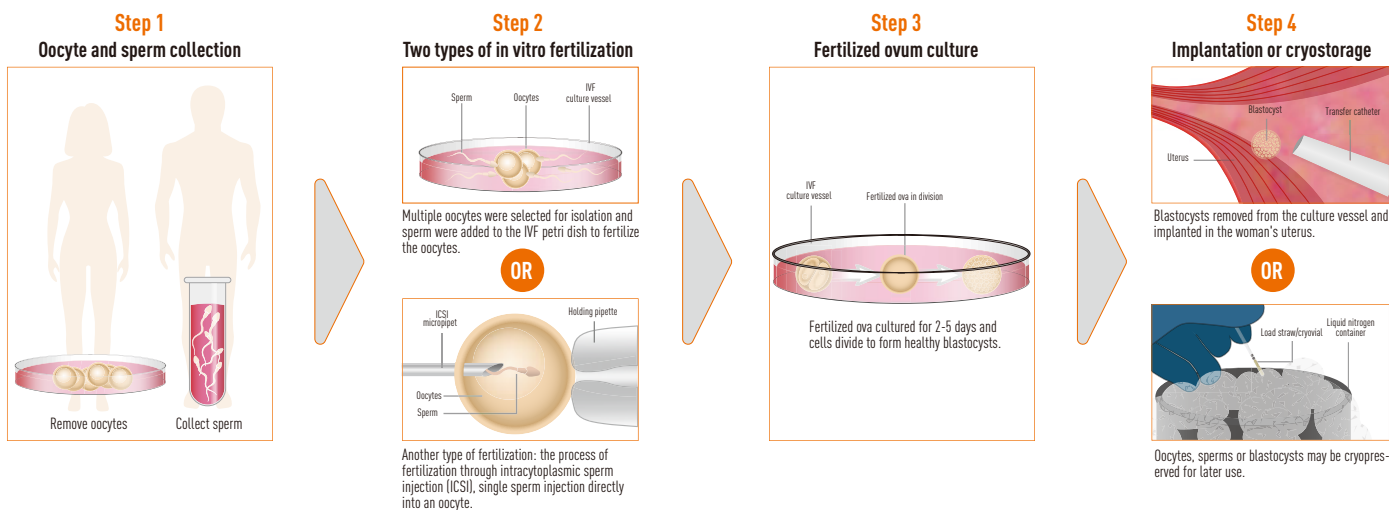 Step 1
Oocyte and sperm collection
Remove oocytes
Collect sperm
Step 2
Two types of in vitro fertilization
Sperm
Oocytes
IVF
culture vessel
Multiple oocytes were selected for isolation and
sperm were added to the IVF petri dish to fertilize
the oocytes.
OR
ICSI
micropipet
Holding pipette
Oocytes
Sperm
Another type of fertilization: the process of
fertilization through intracytoplasmic sperm
injection (ICSI), single sperm injection directly
into an oocyte.
Step 3
Fertilized ovum culture
IVF
culture vessel
Fertilized ova in division
Fertilized ova cultured for 2-5 days and
cells divide to form healthy blastocysts.
Step 4
Implantation or cryostorage
Blastocyst
Transfer catheter
Uterus
Blastocysts removed from the culture vessel and
implanted in the woman's uterus.
OR
Load straw/cryovial
Liquid nitrogen
container
Oocytes, sperms or blastocysts may be cryopres-
erved for later use.